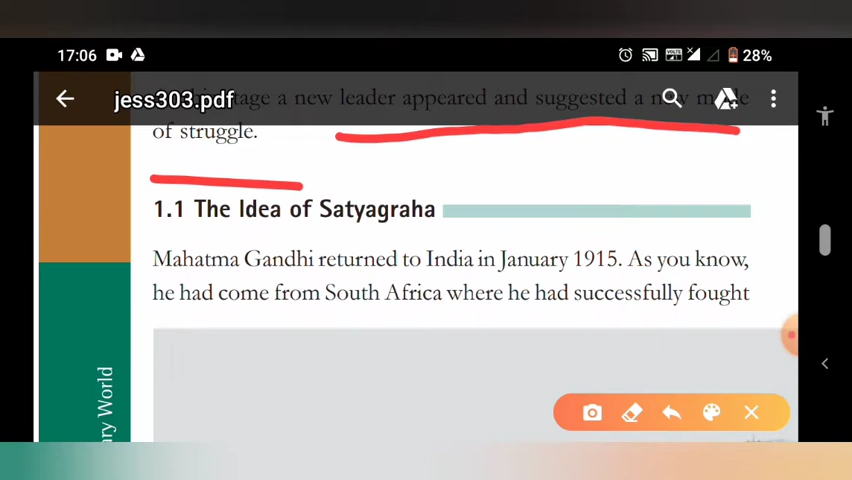 17:06 28%
jess303.pdf
tage a new leader appeared and suggested a new mode
of struggle.
1.1 The Idea of Satyagraha
Mahatma Gandhi returned to India in January 1915. As you know,
he had come from South Africa where he had successfully fought
ry World